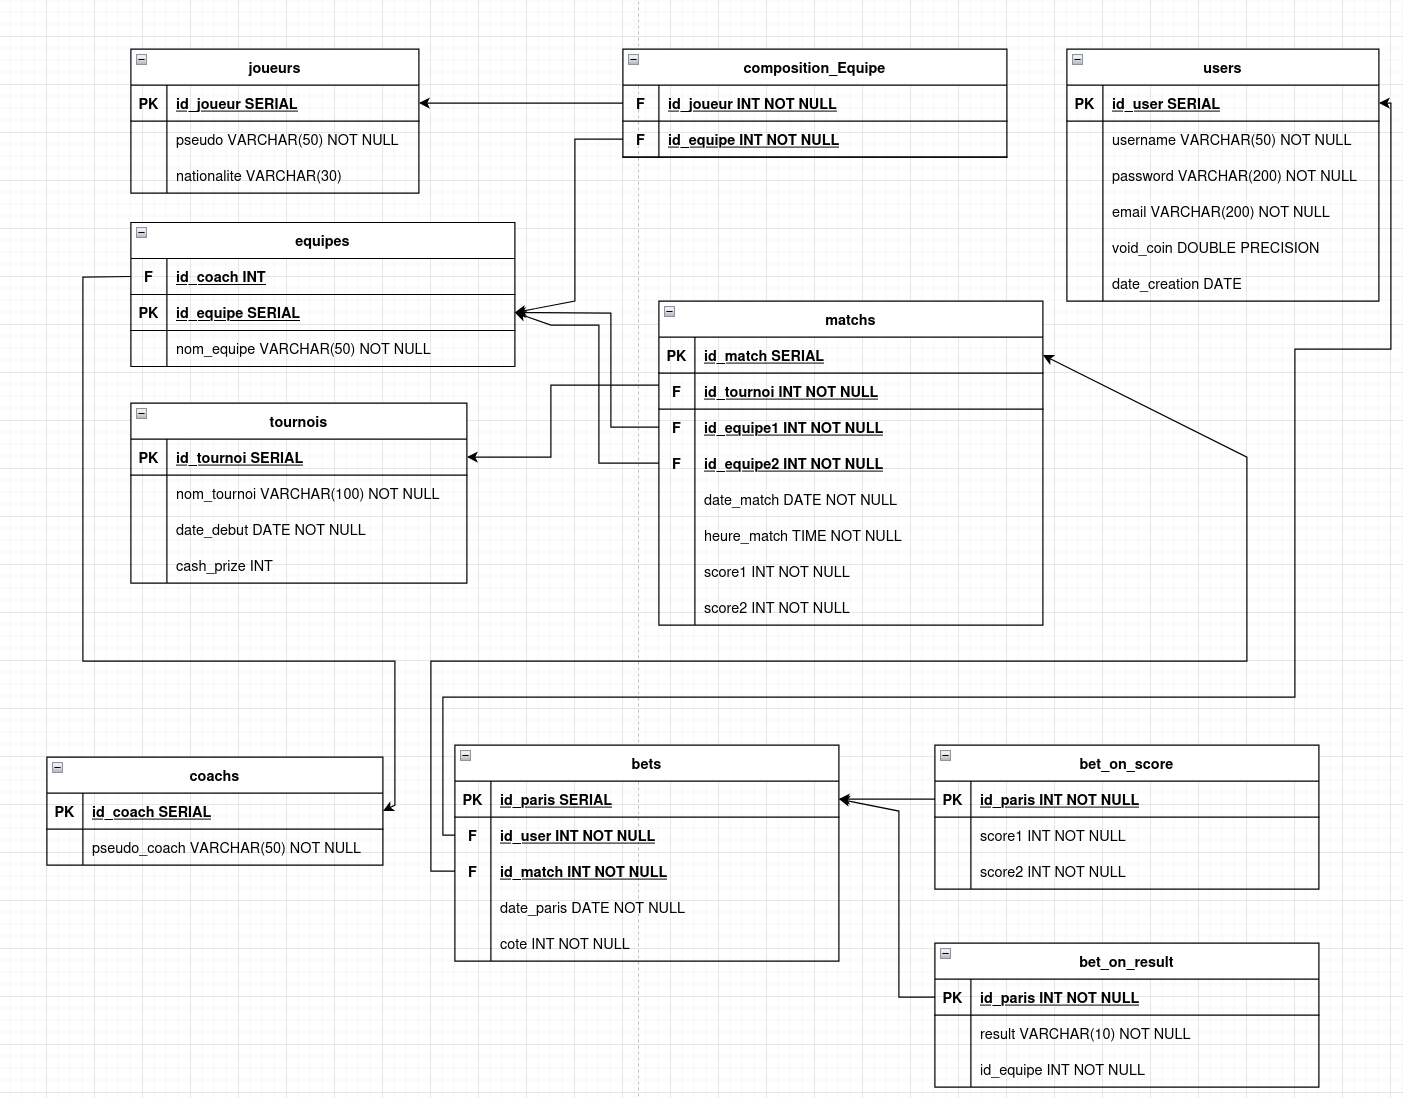 joueurs
PK id_joueur SERIAL
pseudo VARCHAR(50) NOT NULL
nationalite VARCHAR(30)
composition_Equipe
F id_joueur INT NOT NULL
F id_equipe INT NOT NULL
users
PK id_user SERIAL
username VARCHAR(50) NOT NULL
password VARCHAR(200) NOT NULL
email VARCHAR(200) NOT NULL
void_coin DOUBLE PRECISION
date_creation DATE
equipes
F id_coach INT
PK id_equipe SERIAL
nom_equipe VARCHAR(50) NOT NULL
matchs
PK id_match SERIAL
F id_tournoi INT NOT NULL
F id_equipe1 INT NOT NULL
F id_equipe2 INT NOT NULL
date_match DATE NOT NULL
heure_match TIME NOT NULL
score1 INT NOT NULL
score2 INT NOT NULL
tournois
PK id_tournoi SERIAL
nom_tournoi VARCHAR(100) NOT NULL
date_debut DATE NOT NULL
cash_prize INT
coachs
PK id_coach SERIAL
pseudo_coach VARCHAR(50) NOT NULL
bets
PK id_paris SERIAL
F id_user INT NOT NULL
F id_match INT NOT NULL
date_paris DATE NOT NULL
cote INT NOT NULL
bet_on_score
PK id_paris INT NOT NULL
score1 INT NOT NULL
score2 INT NOT NULL
bet_on_result
PK id_paris INT NOT NULL
result VARCHAR(10) NOT NULL
id_equipe INT NOT NULL